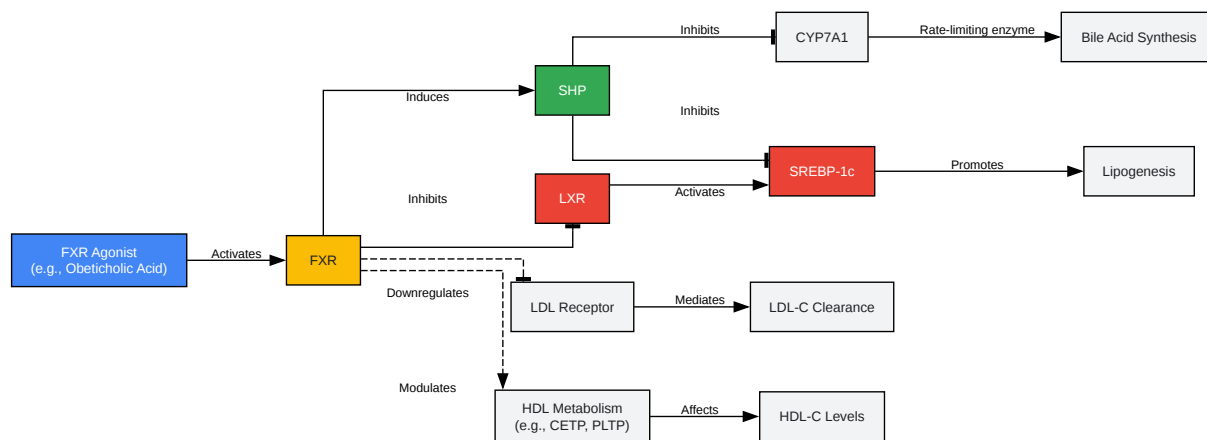 Inhibits
CYP7A1
Rate-limiting enzyme
Bile Acid Synthesis
SHP
Induces
Inhibits
SREBP-1c
Promotes
Lipogenesis
Inhibits
LXR
Activates
FXR Agonist
(e.g., Obeticholic Acid)
Activates
FXR
Downregulates
LDL Receptor
Mediates
LDL-C Clearance
Modulates
HDL Metabolism
(e.g., CETP, PLTP)
Affects
HDL-C Levels